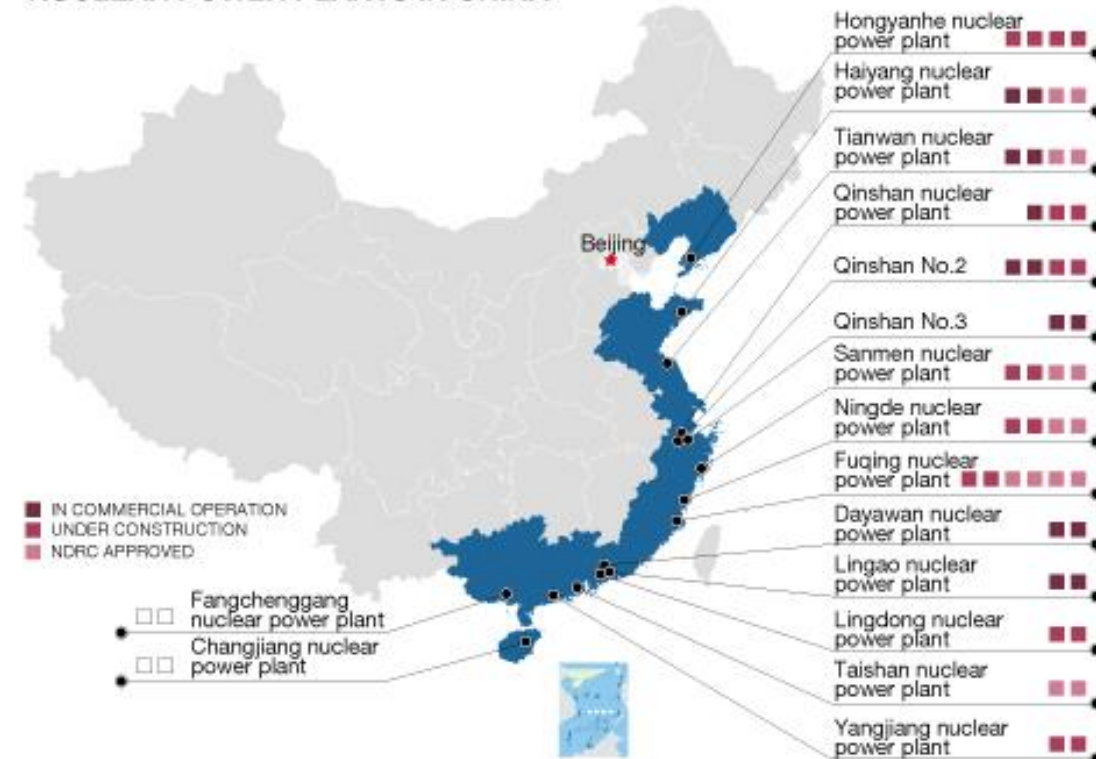 Hongyanhe nuclear
power plant
Haiyang nuclear
power plant
Tianwan nuclear
power plant
Qinshan nuclear
power plant
Beijing
Qinshan No.2
Qinshan No.3
Sanmen nuclear
power plant
Ningde nuclear
power plant
Fuqing nuclear
power plant
IN COMMERCIAL OPERATION
UNDER CONSTRUCTION
NDRC APPROVED
Dayawan nuclear
power plant
Lingao nuclear
power plant
Fangchenggang
nuclear power plant
Changjiang nuclear
power plant
Lingdong nuclear
power plant
Taishan nuclear
power plant
Yangjiang nuclear
power plant